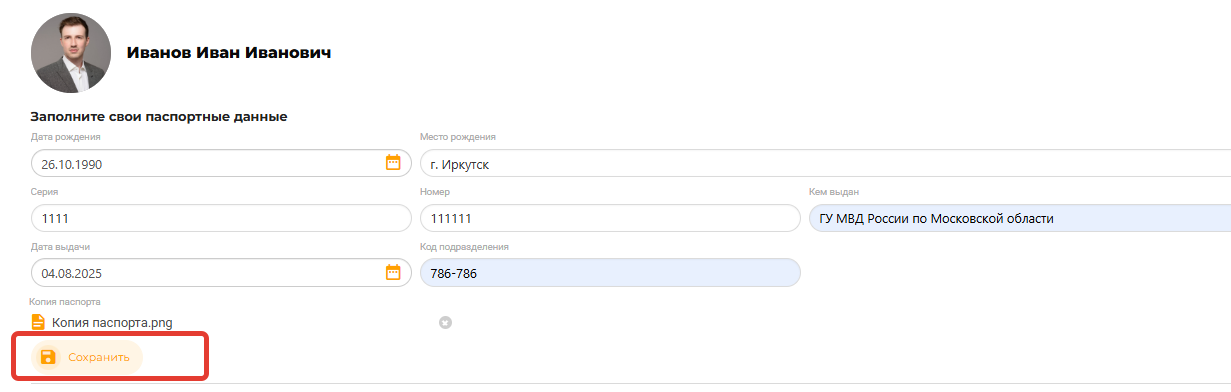 Иванов Иван Иванович
Заполните свои паспортные данные
Дата рождения Место рождения
26.10.1990 г. Иркутск
Серия Номер Кем выдан
1111 111111 ГУ МВД России по Московской области
Дата выдачи Код подразделения
04.08.2025 786-786
Копия паспорта
Копия паспорта.png
Сохранить